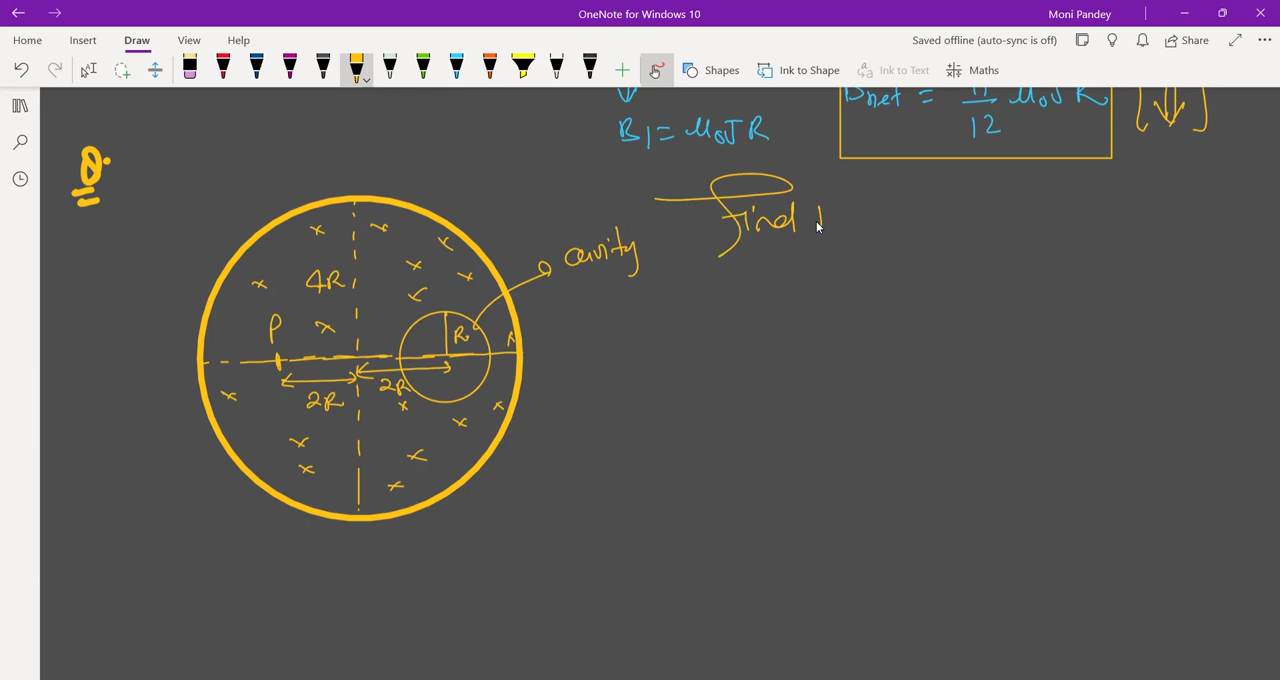 OneNote for Windows 10
Moni Pandey
Home Insert Draw View Help
Saved offline (auto-sync is off)
Share
Shapes
Ink to Shape
Ink to Text
Maths
B₁ = μ₀JR
Bnet = 11/12 μ₀JR
Q.
Find
cavity
4R
P
R
2R
2R